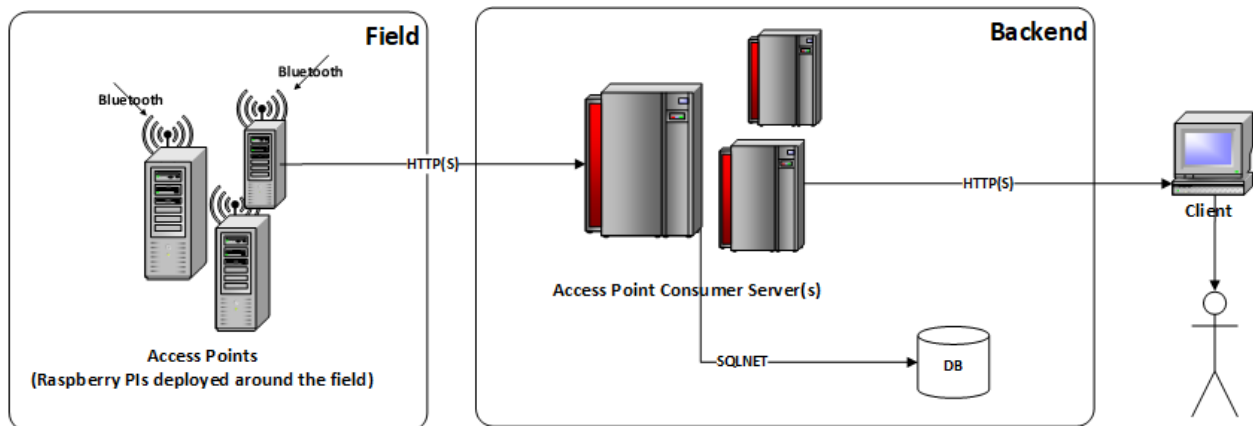 Field
Bluetooth
Bluetooth
HTTP(S)
Access Points
(Raspberry PIs deployed around the field)
Backend
Access Point Consumer Server(s)
SQLNET
DB
HTTP(S)
Client